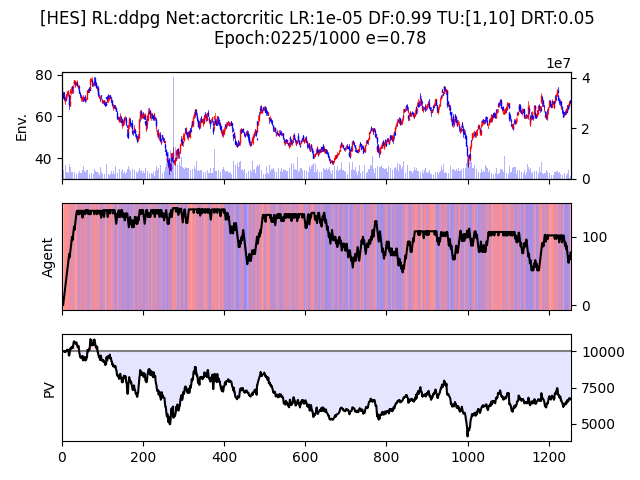 [HES] RL:ddpg Net:actorcritic LR:1e-05 DF:0.99 TU:[1,10] DRT:0.05
Epoch:0225/1000 e=0.78
1e7
80
60
40
Env.
4
2
0
Agent
100
0
PV
10000
7500
5000
0 200 400 600 800 1000 1200